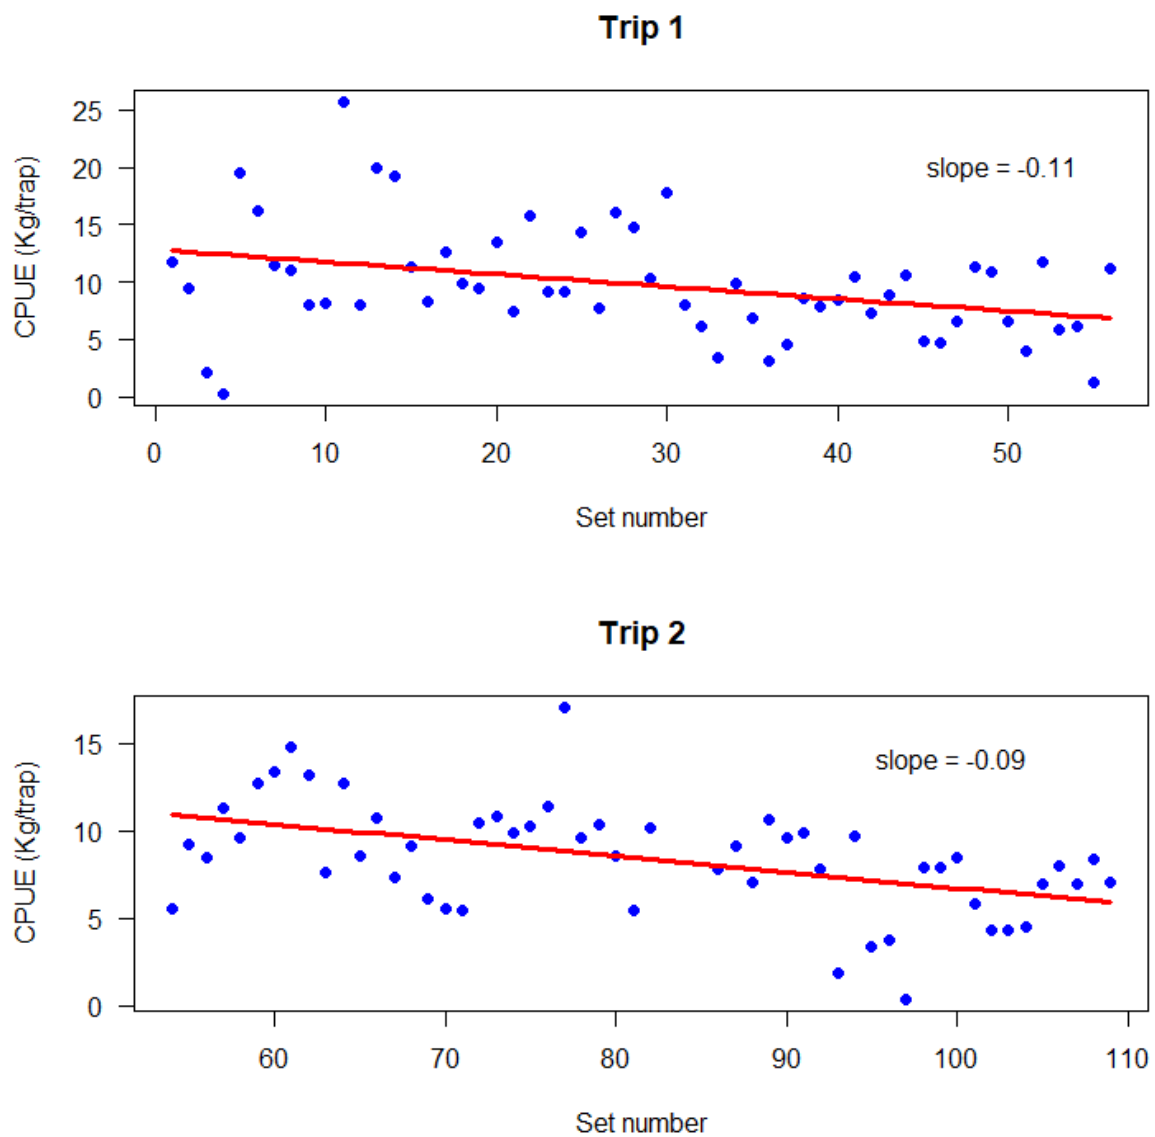 Trip 1
CPUE (Kg/trap)
25
20
15
10
5
0
slope = -0.11
0 10 20 30 40 50
Set number
Trip 2
CPUE (Kg/trap)
15
10
5
0
slope = -0.09
60 70 80 90 100 110
Set number